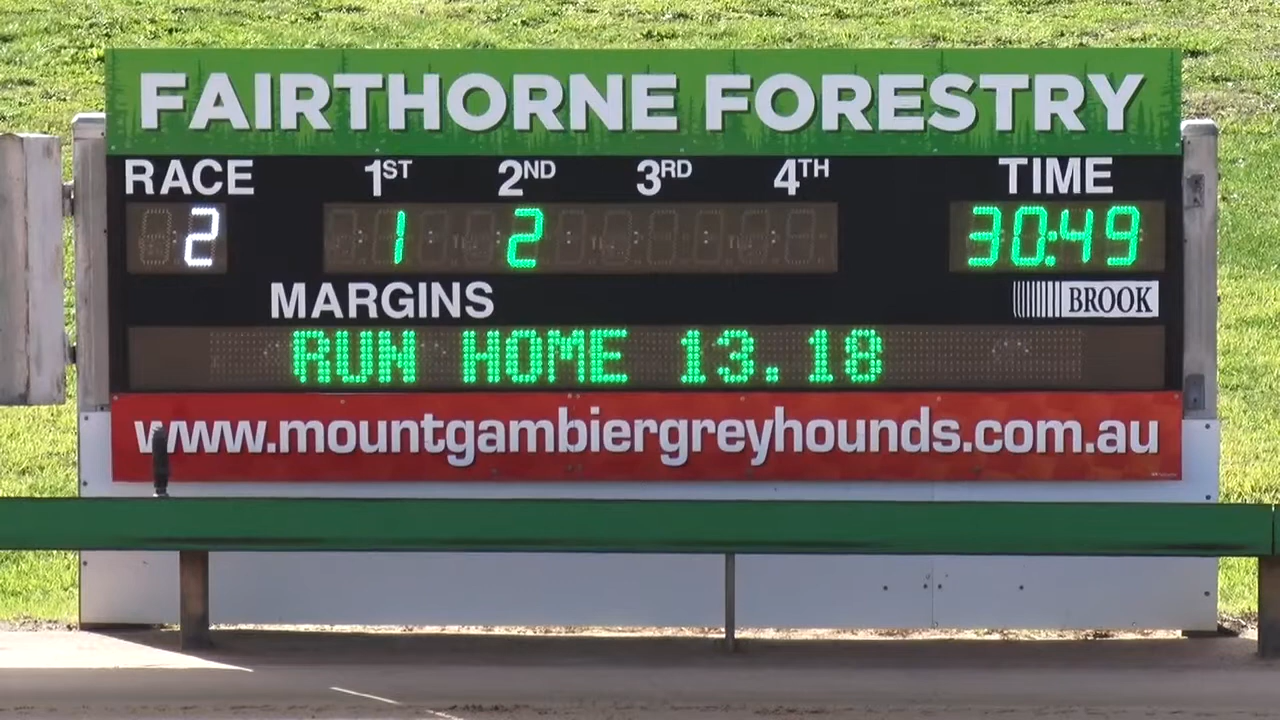 FAIRTHORNE FORESTRY
RACE 1ST 2ND 3RD 4TH TIME
2 1 2 30:49
MARGINS BROOK
RUN HOME 13.18
www.mountgambiergreyhounds.com.au